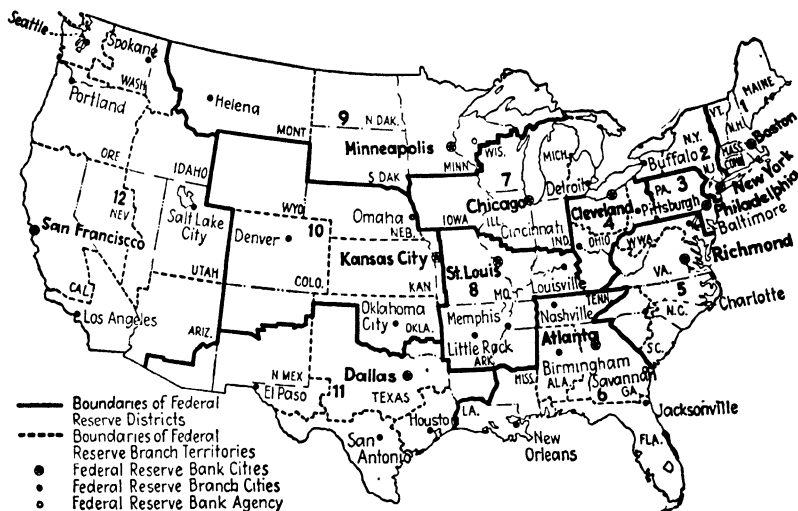 Seattle
Spokane
WASH.
Portland
Helena
MONT
9
N DAK.
Minneapolis
MINN
WIS.
MICH.
VT.
1
MAINE
N.H.
Boston
MASS
CONN
N.Y.
Buffalo 2
ORE
IDAHO
S DAK
7
Detroit
PA. 3
NJ
New York
Philadelphia
12
NEV
Salt Lake
City
WYO.
Omaha
NEB.
IOWA
Chicago
ILL
Cincinnati
IND.
Cleveland
4
OHIO
Pittsburgh
Baltimore
San Francisco
Denver
10
COLO.
Kansas City
KAN
St.Louis
8
MO.
Louisville
W.VA.
VA.
Richmond
5
CAL.
UTAH
Los Angeles
ARIZ.
Oklahoma
City
OKLA.
Memphis
Little Rock
ARK.
TENN
Nashville
N.C.
Charlotte
S.C.
N MEX
El Paso
11
Dallas
TEXAS
MISS.
Atlanta
Birmingham
ALA.
Savannah
6
GA.
Jacksonville
San
Antonio
Houston
LA.
New
Orleans
FLA.
Boundaries of Federal
Reserve Districts
Boundaries of Federal
Reserve Branch Territories
Federal Reserve Bank Cities
Federal Reserve Branch Cities
Federal Reserve Bank Agency